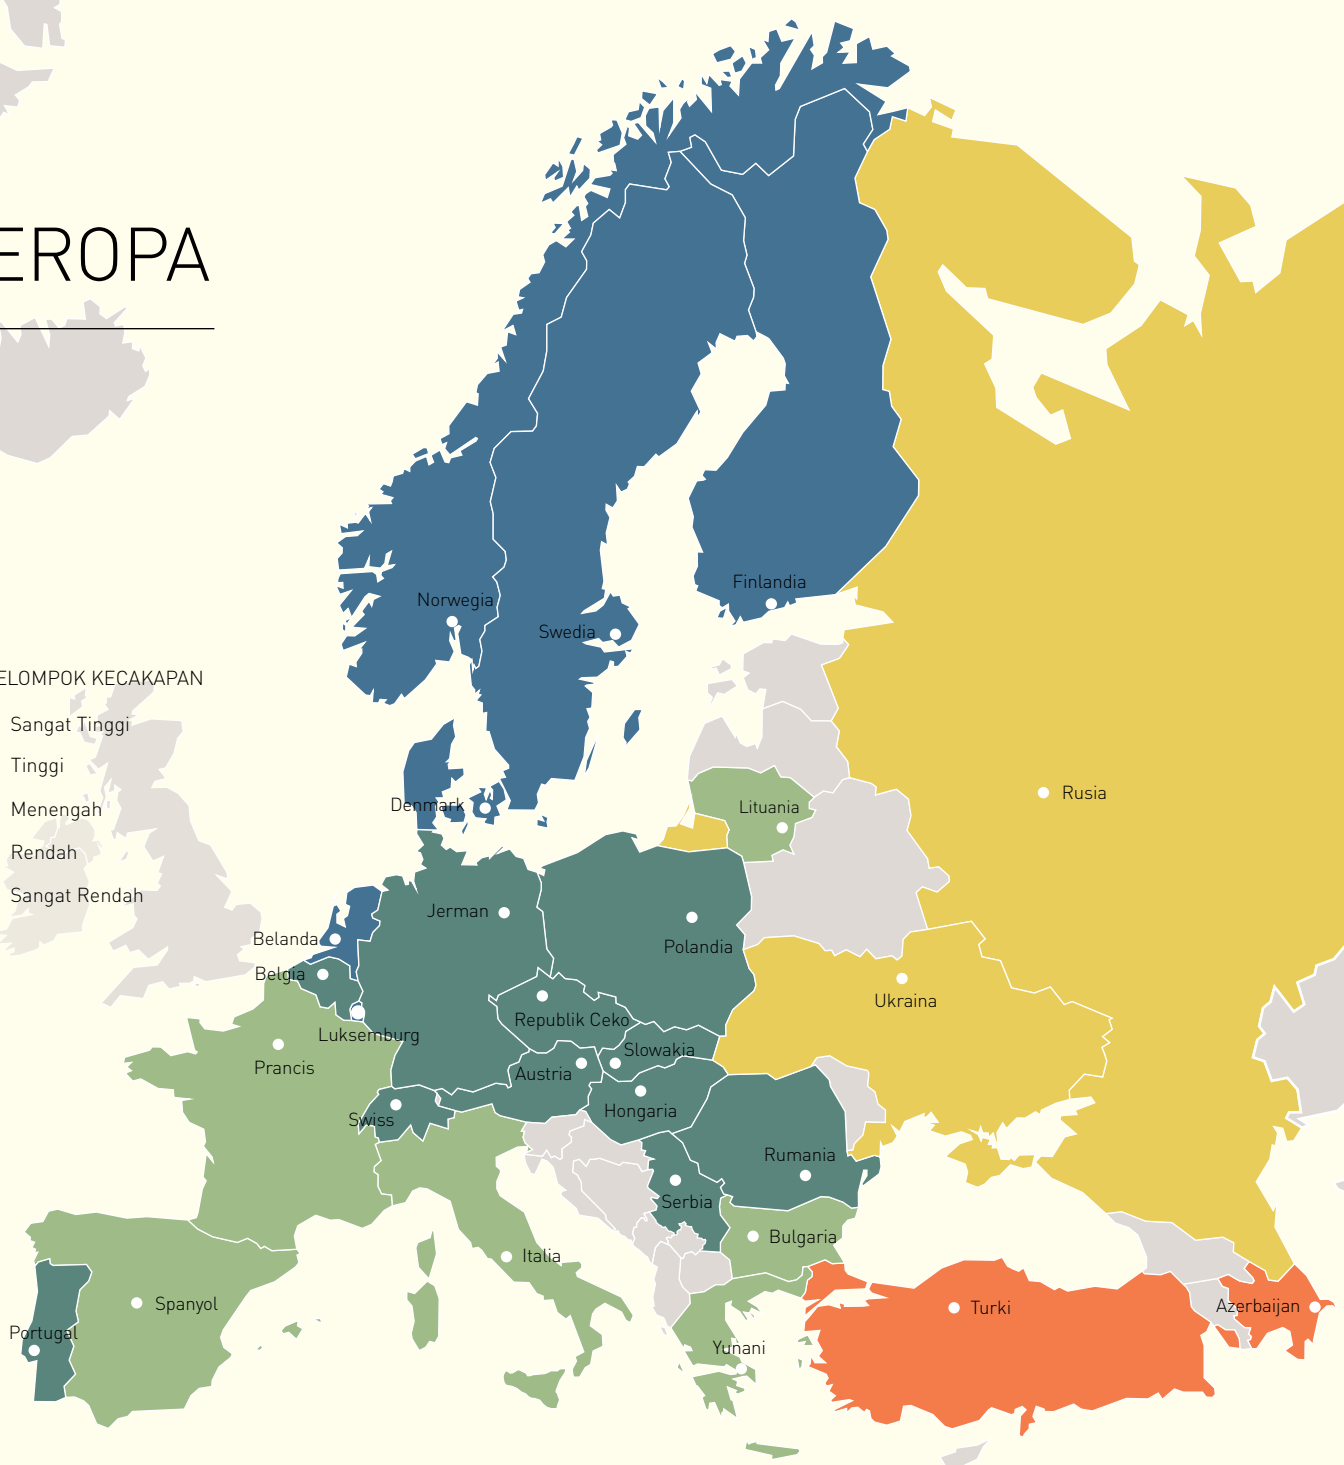 EROPA
ELOMPOK KECAKAPAN
Sangat Tinggi
Tinggi
Menengah
Rendah
Sangat Rendah
Finlandia
Norwegia
Swedia
Rusia
Denmark
Lituania
Jerman
Belanda
Polandia
Belgia
Ukraina
Republik Ceko
Luksemburg
Slowakia
Prancis
Austria
Hongaria
Swiss
Rumania
Serbia
Bulgaria
Italia
Spanyol
Turki
Azerbaijan
Portugal
Yunani